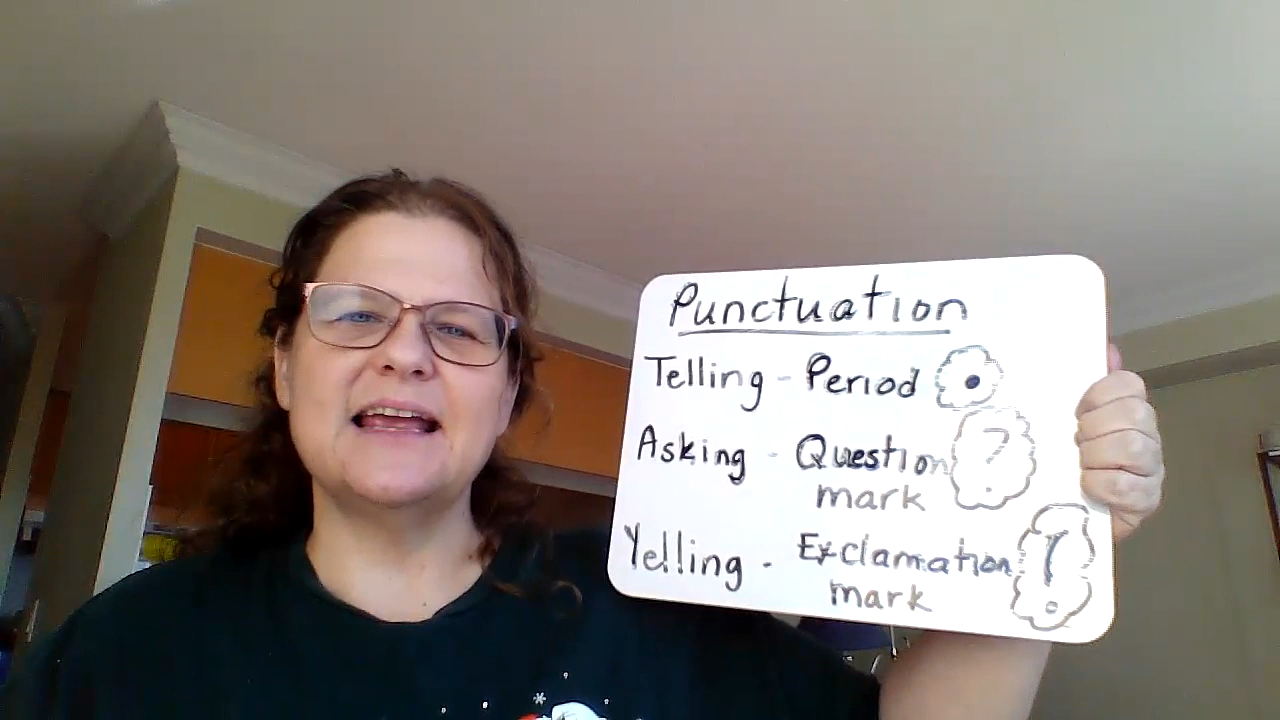 Punctuation
Telling - Period .
Asking - Question ?
mark
Yelling - Exclamation !
mark